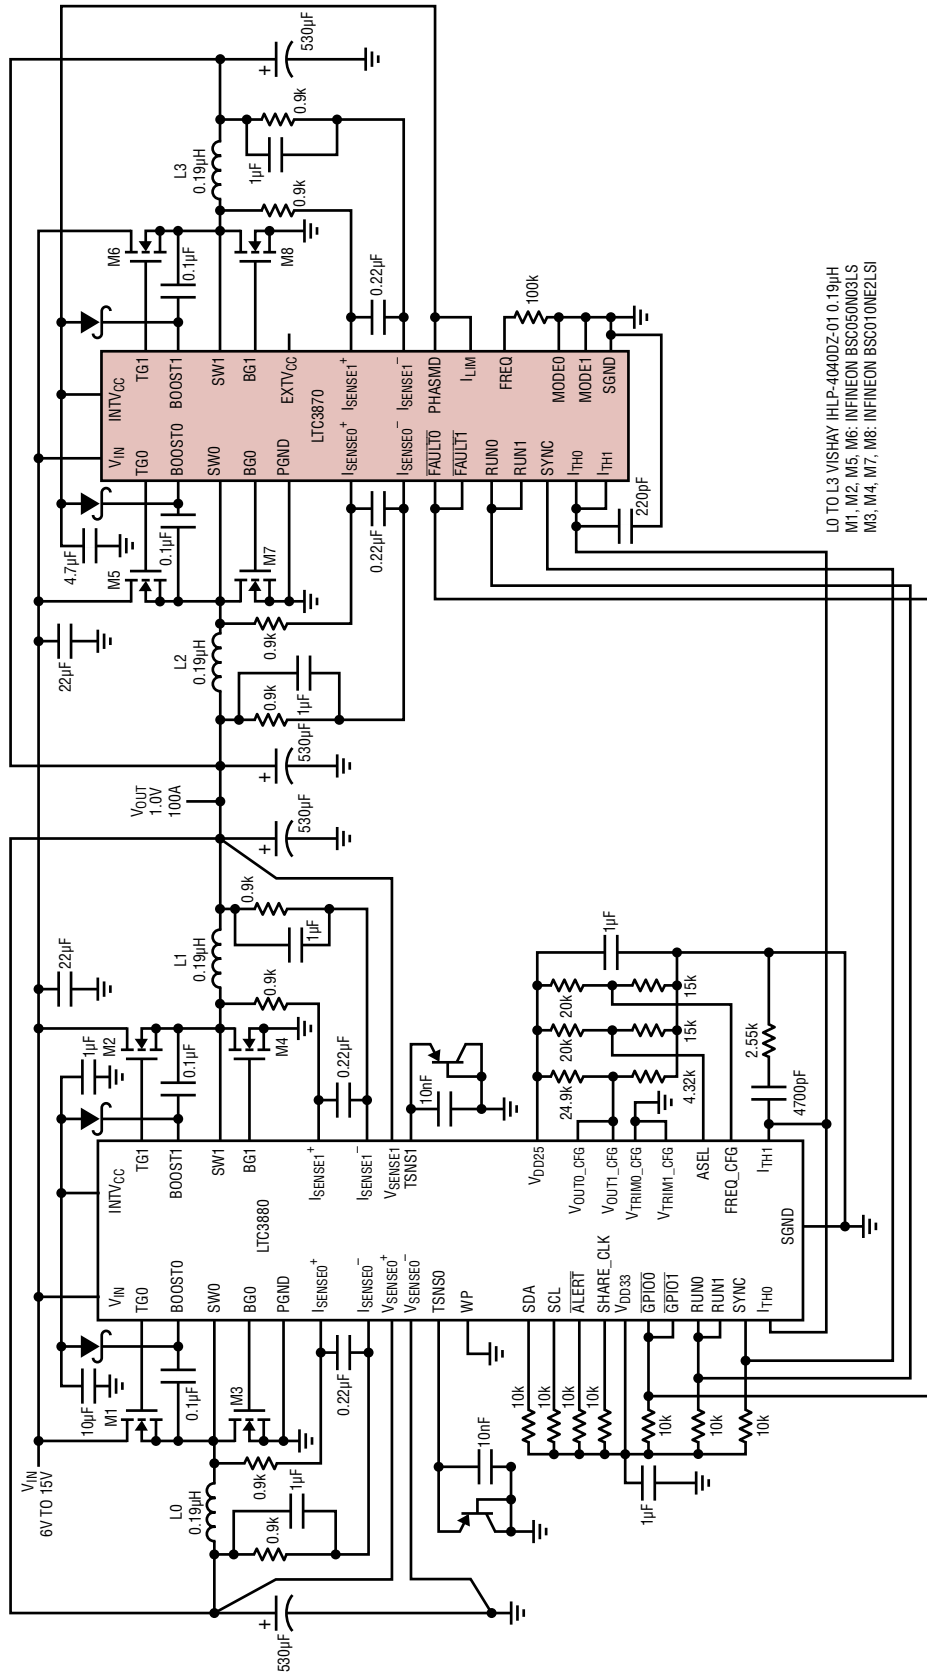 VIN
6V TO 15V
10µF
M1
0.1µF
M3
L0
0.19µH
0.9k
1µF
0.9k
0.22µF
530µF
+
VIN
INTVCC
TG0
TG1
BOOST0
BOOST1
SW0
SW1
LTC3880
BG0
BG1
PGND
ISENSE0+
ISENSE1+
ISENSE0–
ISENSE1–
VSENSE0+
VSENSE1
VSENSE0–
TSNS1
TSNS0
WP
SDA
VDD25
SCL
VOUT0_CFG
ALERT
VOUT1_CFG
SHARE_CLK
VTRIM0_CFG
VDD33
VTRIM1_CFG
GPIO0
GPIO1
ASEL
RUN0
FREQ_CFG
RUN1
SYNC
ITH0
ITH1
SGND
10nF
10k
10k
10k
10k
10k
10k
10k
1µF
1µF
M2
0.1µF
M4
22µF
L1
0.19µH
0.9k
0.9k
1µF
0.22µF
10nF
24.9k
20k
20k
1µF
4.32k
15k
15k
4700pF
2.55k
530µF
+
VOUT
1.0V
100A
530µF
+
22µF
4.7µF
M5
0.1µF
M7
L2
0.19µH
0.9k
1µF
0.9k
0.22µF
VIN
INTVCC
TG0
TG1
BOOST0
BOOST1
SW0
SW1
BG0
BG1
PGND
EXTVCC
LTC3870
ISENSE0+
ISENSE1+
ISENSE0–
ISENSE1–
FAULT0
PHASMD
FAULT1
ILIM
RUN0
FREQ
RUN1
SYNC
MODE0
ITH0
MODE1
ITH1
SGND
220pF
100k
M6
0.1µF
M8
L3
0.19µH
0.9k
1µF
0.9k
0.22µF
530µF
+
L0 TO L3 VISHAY IHLP-4040DZ-01 0.19µH
M1, M2, M5, M6: INFINEON BSC050N03LS
M3, M4, M7, M8: INFINEON BSC010NE2LSI